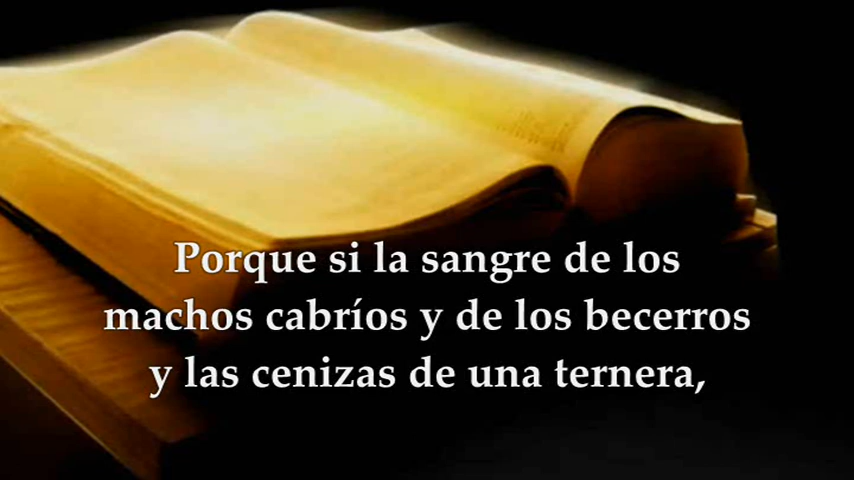 Porque si la sangre de los
machos cabríos y de los becerros
y las cenizas de una ternera,